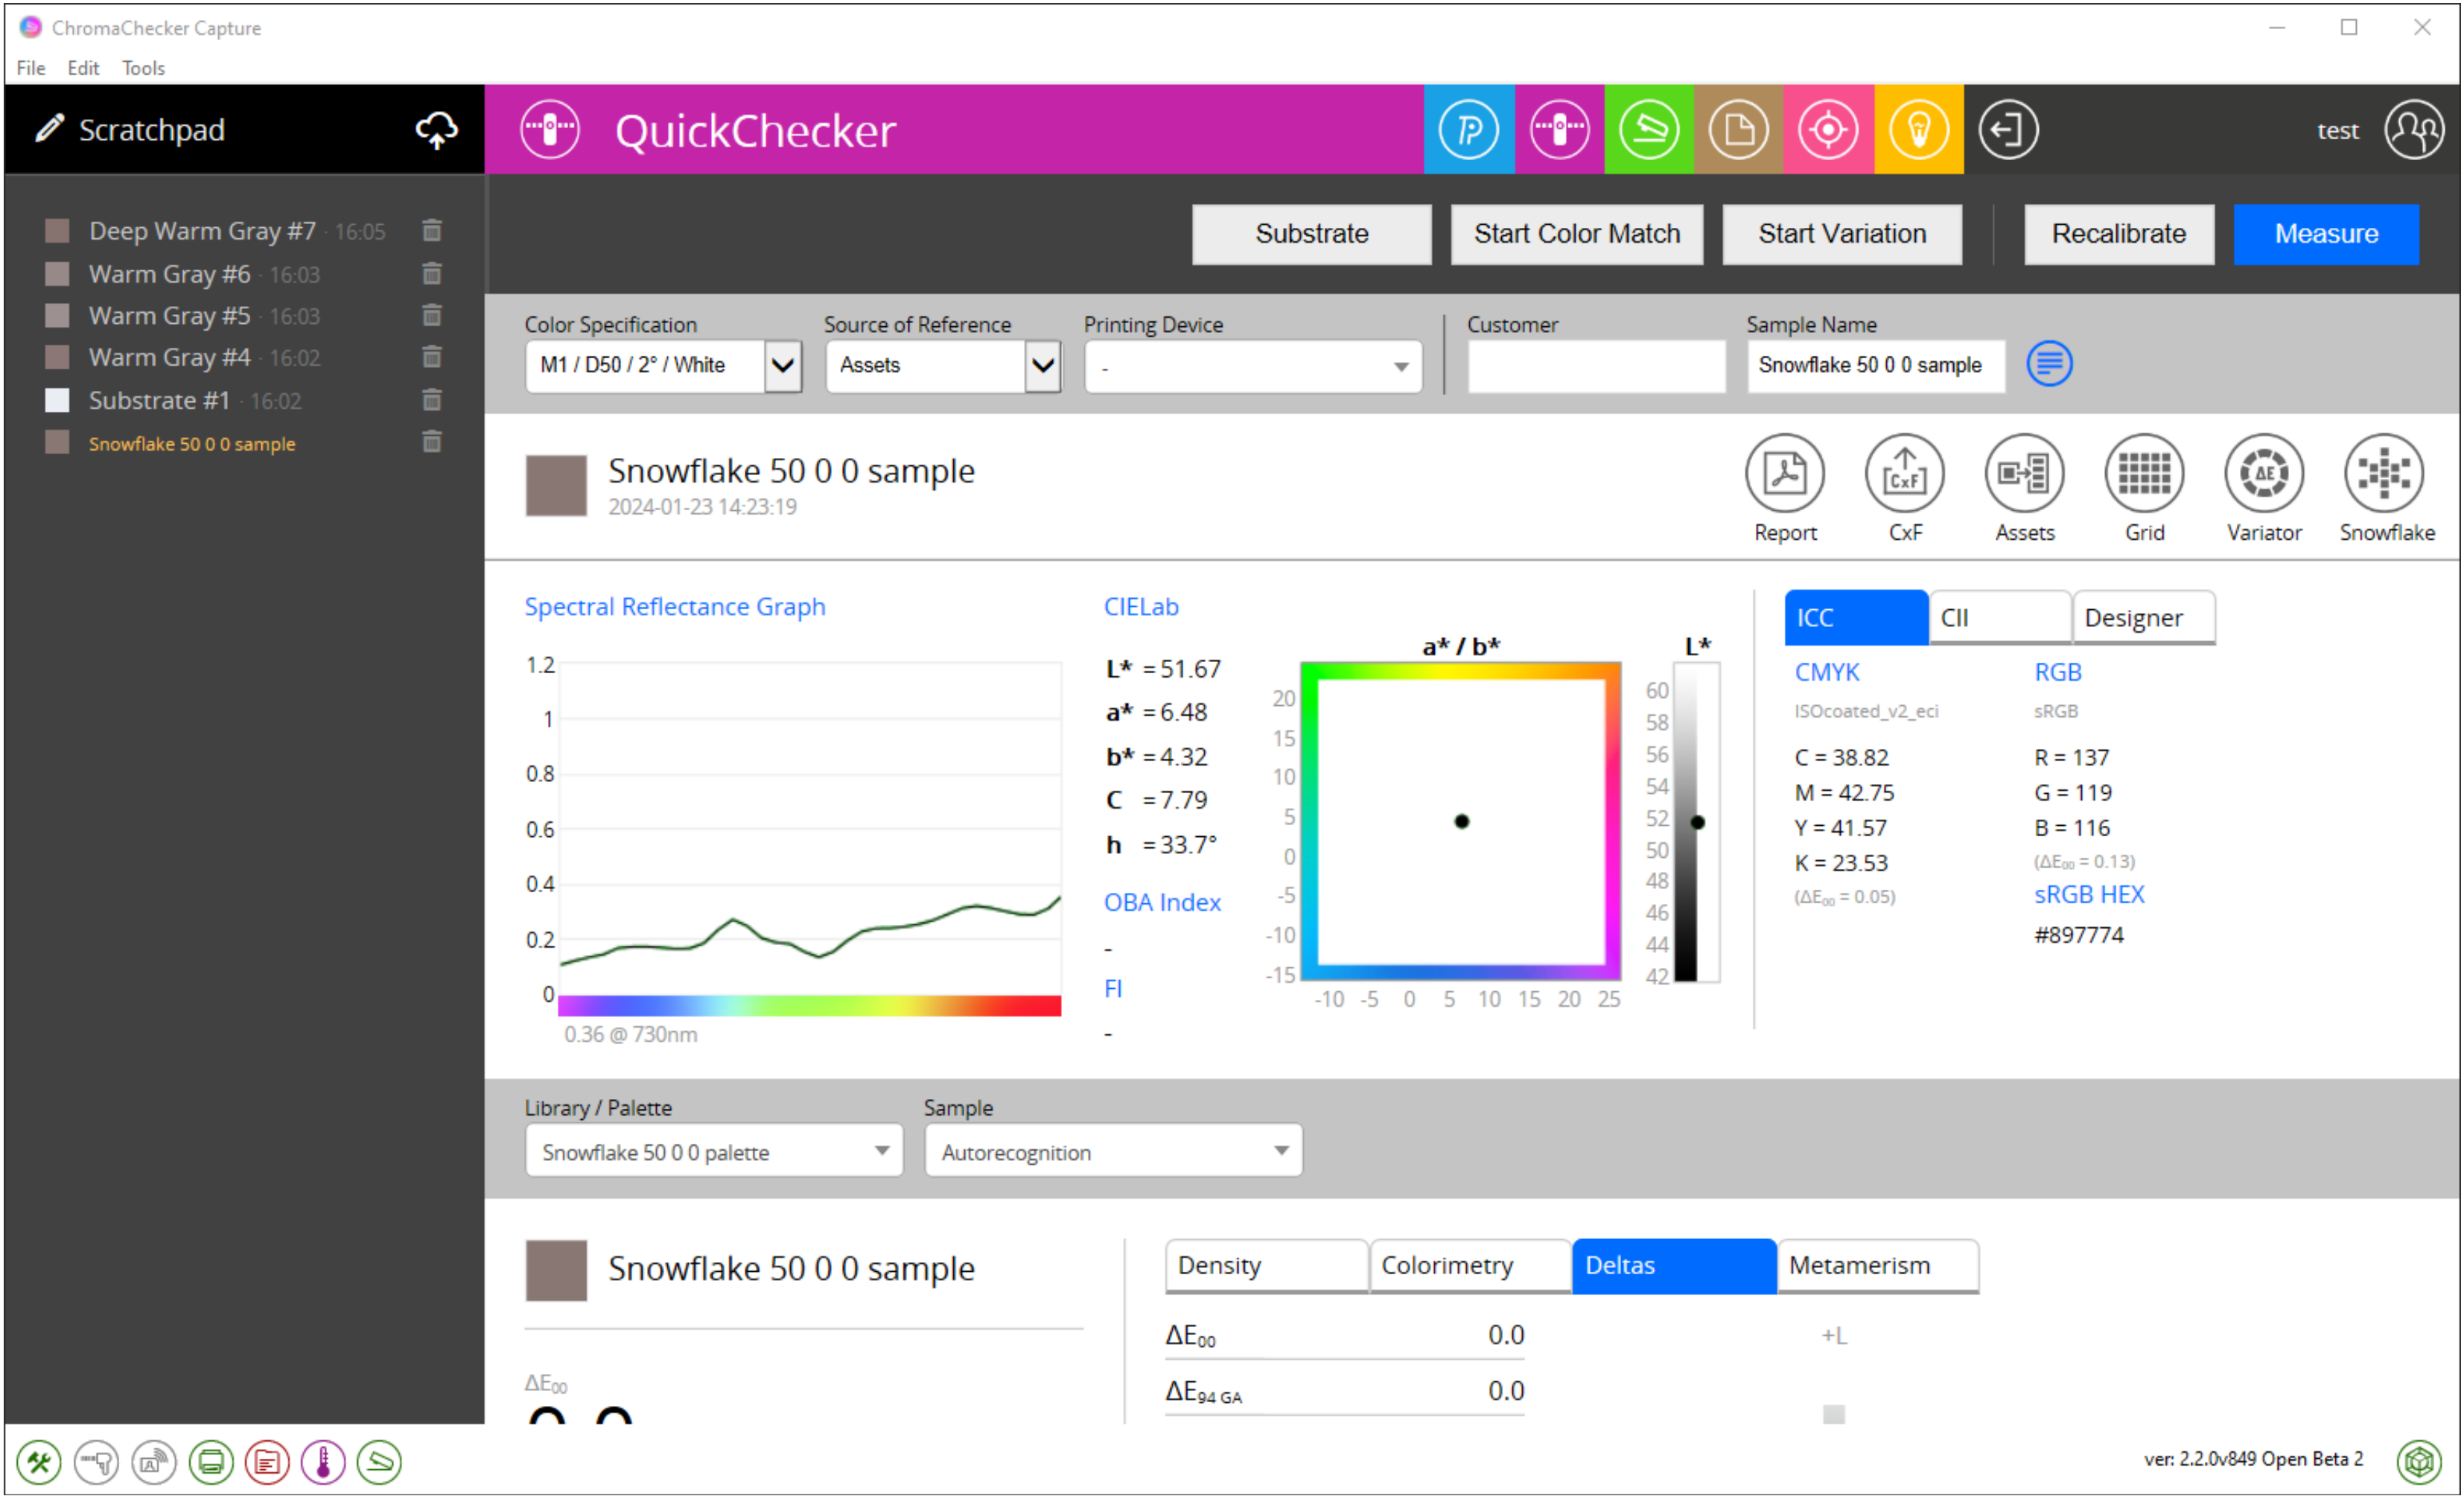 ChromaChecker Capture
File Edit Tools
Scratchpad
QuickChecker
test
Deep Warm Gray #7 · 16:05
Warm Gray #6 · 16:03
Warm Gray #5 · 16:03
Warm Gray #4 · 16:02
Substrate #1 · 16:02
Snowflake 50 0 0 sample
Substrate
Start Color Match
Start Variation
Recalibrate
Measure
Color Specification
M1 / D50 / 2° / White
Source of Reference
Assets
Printing Device
-
Customer
Sample Name
Snowflake 50 0 0 sample
Snowflake 50 0 0 sample
2024-01-23 14:23:19
Report
CxF
CxF
Assets
Grid
ΔE
Variator
Snowflake
Spectral Reflectance Graph
1.2
1
0.8
0.6
0.4
0.2
0
0.36 @ 730nm
CIELab
L* = 51.67
a* = 6.48
b* = 4.32
C = 7.79
h = 33.7°
OBA Index
-
FI
-
a* / b*
20
15
10
5
0
-5
-10
-15
-10 -5 0 5 10 15 20 25
L*
60
58
56
54
52
50
48
46
44
42
ICC
CII
Designer
CMYK
ISOcoated_v2_eci
C = 38.82
M = 42.75
Y = 41.57
K = 23.53
(ΔE₀₀ = 0.05)
RGB
sRGB
R = 137
G = 119
B = 116
(ΔE₀₀ = 0.13)
sRGB HEX
#897774
Library / Palette
Snowflake 50 0 0 palette
Sample
Autorecognition
Snowflake 50 0 0 sample
ΔE₀₀
Density
Colorimetry
Deltas
Metamerism
ΔE₀₀ 0.0
ΔE₉₄ GA 0.0
+L
ver: 2.2.0v849 Open Beta 2